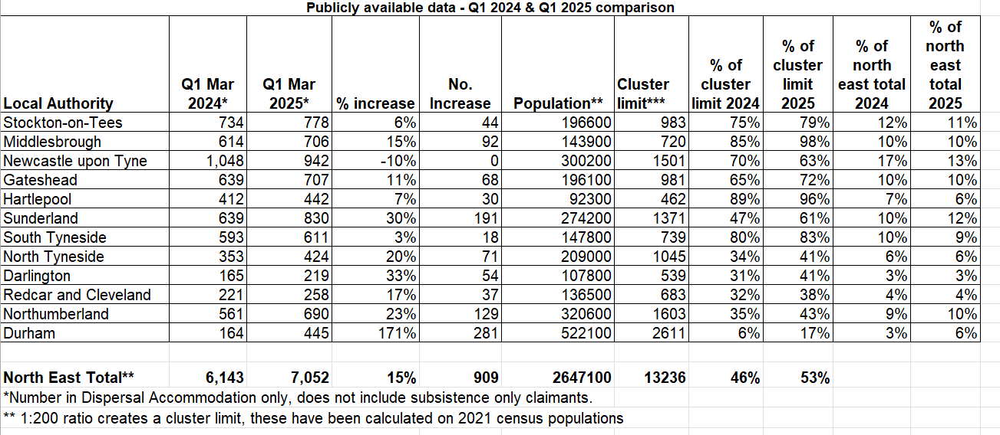 Publicly available data - Q1 2024 & Q1 2025 comparison
Local Authority Q1 Mar 2024* Q1 Mar 2025* % increase No. Increase Population** Cluster limit*** % of cluster limit 2024 % of cluster limit 2025 % of north east total 2024 % of north east total 2025
Stockton-on-Tees 734 778 6% 44 196600 983 75% 79% 12% 11%
Middlesbrough 614 706 15% 92 143900 720 85% 98% 10% 10%
Newcastle upon Tyne 1,048 942 -10% 0 300200 1501 70% 63% 17% 13%
Gateshead 639 707 11% 68 196100 981 65% 72% 10% 10%
Hartlepool 412 442 7% 30 92300 462 89% 96% 7% 6%
Sunderland 639 830 30% 191 274200 1371 47% 61% 10% 12%
South Tyneside 593 611 3% 18 147800 739 80% 83% 10% 9%
North Tyneside 353 424 20% 71 209000 1045 34% 41% 6% 6%
Darlington 165 219 33% 54 107800 539 31% 41% 3% 3%
Redcar and Cleveland 221 258 17% 37 136500 683 32% 38% 4% 4%
Northumberland 561 690 23% 129 320600 1603 35% 43% 9% 10%
Durham 164 445 171% 281 522100 2611 6% 17% 3% 6%
North East Total** 6,143 7,052 15% 909 2647100 13236 46% 53%
*Number in Dispersal Accommodation only, does not include subsistence only claimants.
** 1:200 ratio creates a cluster limit, these have been calculated on 2021 census populations